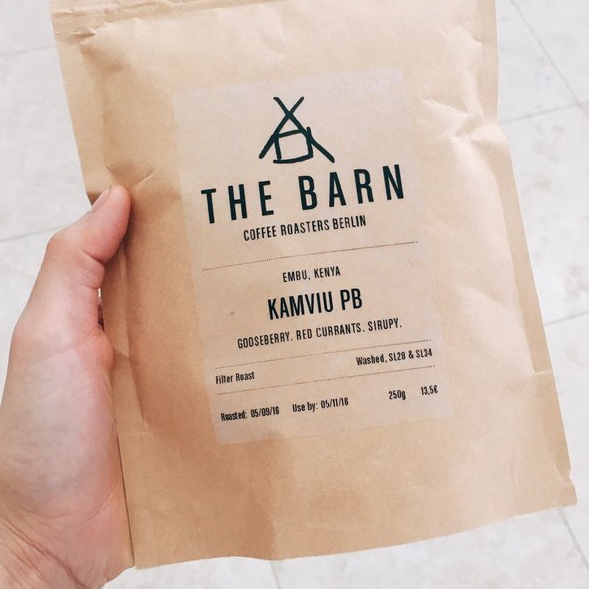 THE BARN
COFFEE ROASTERS BERLIN
EMBU, KENYA
KAMVIU PB
GOOSEBERRY. RED CURRANTS. SIRUPY.
Filter Roast Washed, SL28 & SL34
Roasted: 05/09/16 Use by: 05/11/16 250g 13,5€